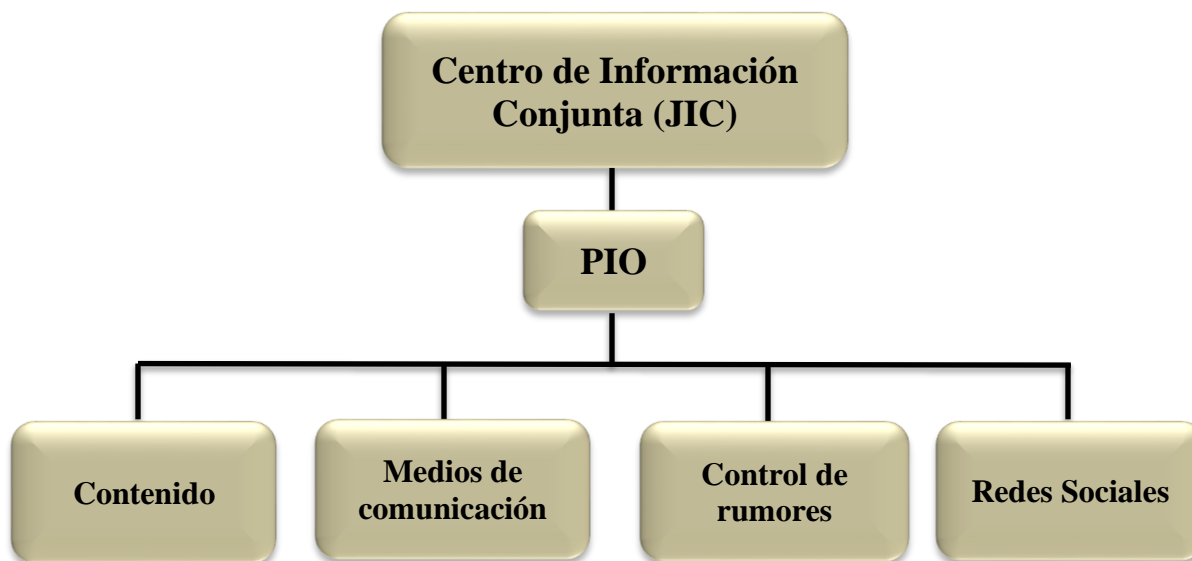 Centro de Información
Conjunta (JIC)
PIO
Contenido
Medios de
comunicación
Control de
rumores
Redes Sociales